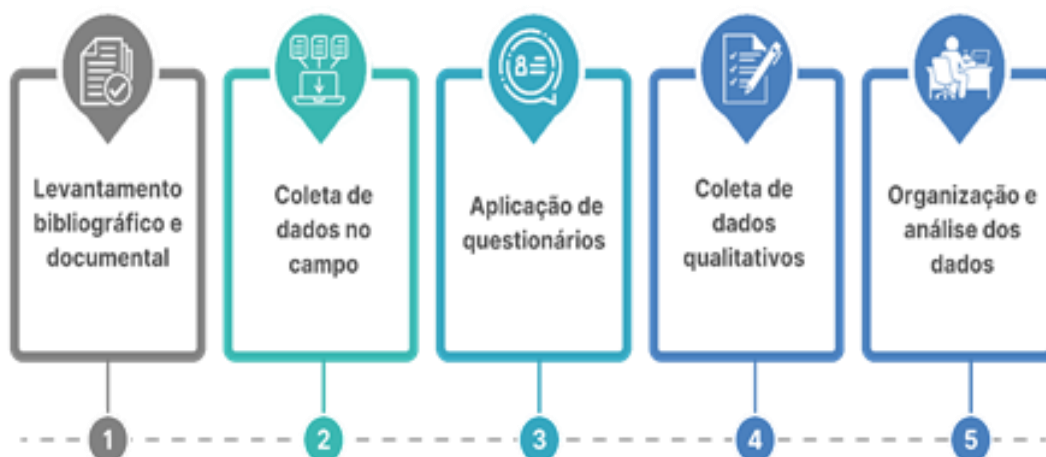 8
Levantamento
bibliográfico e
documental
Coleta de
dados no
campo
Aplicação de
questionários
Coleta de
dados
qualitativos
Organização e
análise dos
dados
1
2
3
4
5